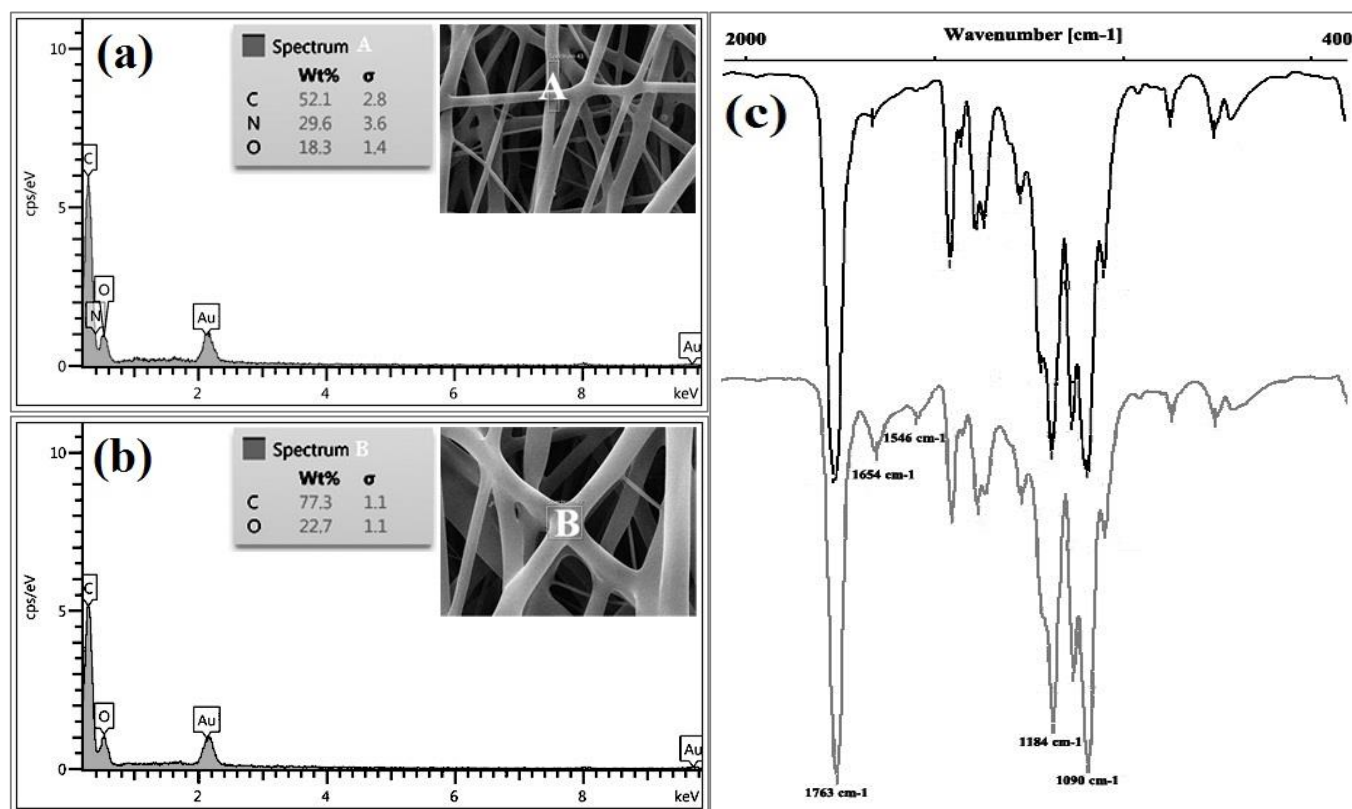 (a)
Spectrum A
Wt% σ
C 52.1 2.8
N 29.6 3.6
O 18.3 1.4
A
10
5
0
cps/eV
C
O
N
Au
Au
2 4 6 8 keV
(b)
Spectrum B
Wt% σ
C 77.3 1.1
O 22.7 1.1
B
10
5
0
cps/eV
C
O
Au
Au
2 4 6 8 keV
2000 Wavenumber [cm-1] 400
(c)
1546 cm-1
1654 cm-1
1184 cm-1
1090 cm-1
1763 cm-1